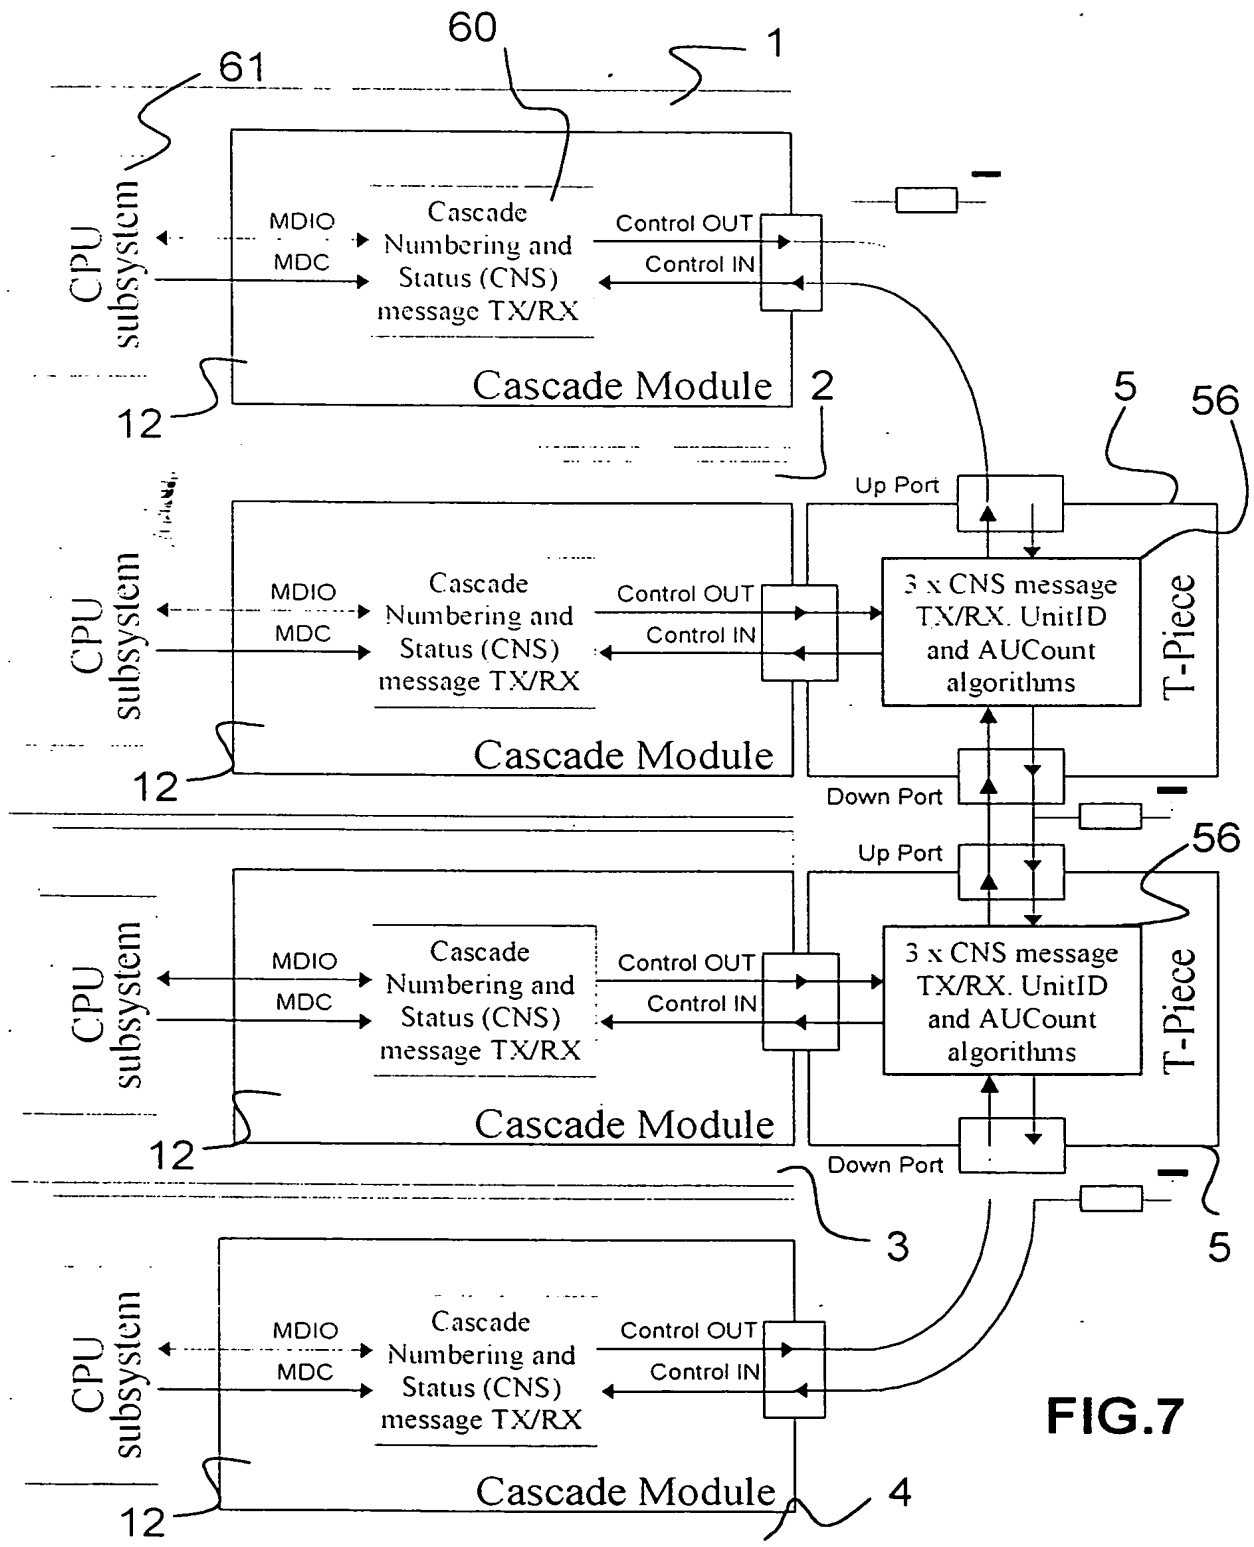 60
1
61
CPU
subsystem
MDIO
MDC
Cascade
Numbering and
Status (CNS)
message TX/RX
Control OUT
Control IN
Cascade Module
12
2
5
56
Up Port
CPU
subsystem
MDIO
MDC
Cascade
Numbering and
Status (CNS)
message TX/RX
Control OUT
Control IN
3 x CNS message
TX/RX. UnitID
and AUCount
algorithms
T-Piece
Cascade Module
12
Down Port
Up Port
56
CPU
subsystem
MDIO
MDC
Cascade
Numbering and
Status (CNS)
message TX/RX
Control OUT
Control IN
3 x CNS message
TX/RX. UnitID
and AUCount
algorithms
T-Piece
Cascade Module
12
Down Port
3
5
CPU
subsystem
MDIO
MDC
Cascade
Numbering and
Status (CNS)
message TX/RX
Control OUT
Control IN
Cascade Module
12
4
FIG.7